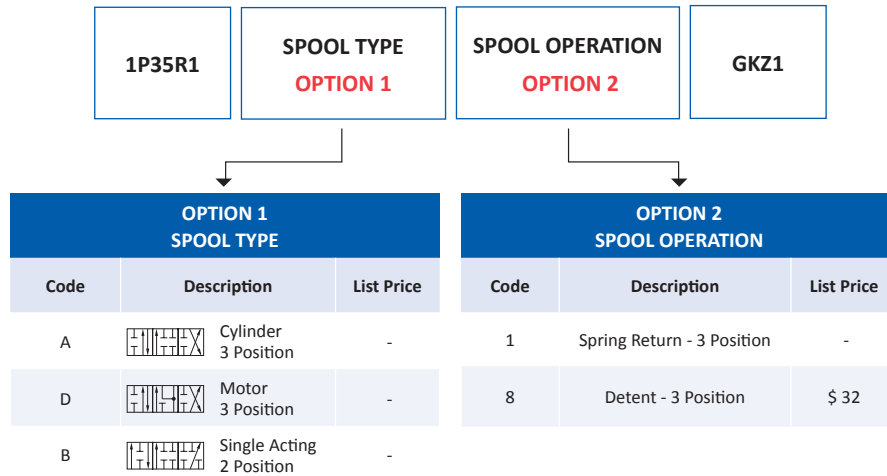 1P35R1
SPOOL TYPE
OPTION 1
SPOOL OPERATION
OPTION 2
GKZ1
OPTION 1
SPOOL TYPE
Code Description List Price
A Cylinder
3 Position -
D Motor
3 Position -
B Single Acting
2 Position -
OPTION 2
SPOOL OPERATION
Code Description List Price
1 Spring Return - 3 Position -
8 Detent - 3 Position $ 32